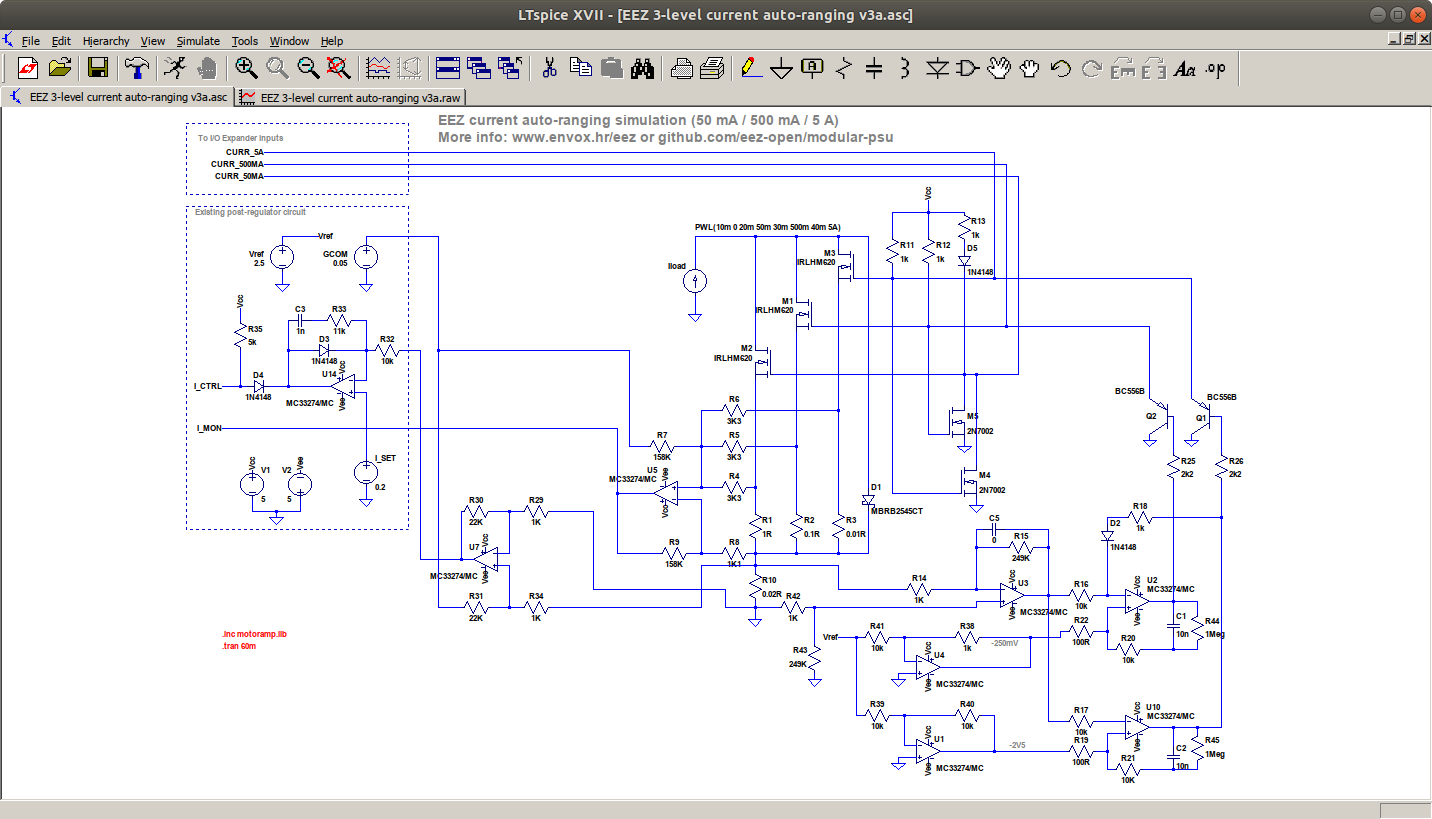 LTspice XVII - [EEZ 3-level current auto-ranging v3a.asc]
File Edit Hierarchy View Simulate Tools Window Help
Aa .op
EEZ 3-level current auto-ranging v3a.asc EEZ 3-level current auto-ranging v3a.raw
EEZ current auto-ranging simulation (50 mA / 500 mA / 5 A)
More info: www.envox.hr/eez or github.com/eez-open/modular-psu
To I/O Expander Inputs
CURR_5A
CURR_500MA
CURR_50MA
Existing post-regulator circuit
Vref
Vref
2.5
GCOM
0.05
Vcc
R35
5k
C3
1n
R33
11k
D3
1N4148
R32
10k
U14
Vcc
Vee
MC33274/MC
I_CTRL
D4
1N4148
I_MON
Vcc
V1
5
V2
Vee
5
I_SET
0.2
PWL(10m 0 20m 50m 30m 500m 40m 5A)
Iload
M3
IRLHM620
M1
IRLHM620
M2
IRLHM620
Vcc
R11
1k
R12
1k
R13
1k
D5
1N4148
R6
3K3
R5
3K3
R4
3K3
R7
158K
U5
Vee
Vcc
MC33274/MC
M5
2N7002
M4
2N7002
BC556B
Q2
BC556B
Q1
R25
2k2
R26
2k2
D1
MBRB2545CT
R30
22K
R29
1K
U7
Vcc
Vee
MC33274/MC
R31
22K
R34
1K
R9
158K
R8
1K1
R1
1R
R2
0.1R
R3
0.01R
R10
0.02R
R42
1K
R43
249K
C5
0
R15
249K
R14
1K
U3
Vcc
Vee
MC33274/MC
R18
1k
D2
1N4148
R16
10k
U2
Vcc
Vee
MC33274/MC
R22
100R
R20
10k
C1
10n
R44
1Meg
Vref
R41
10k
R38
1k
-250mV
U4
Vcc
Vee
MC33274/MC
R39
10k
R40
10k
U1
Vcc
Vee
MC33274/MC
-2V5
R17
10k
R19
100R
U10
Vcc
Vee
MC33274/MC
R21
10K
C2
10n
R45
1Meg
.inc motoramp.lib
.tran 60m